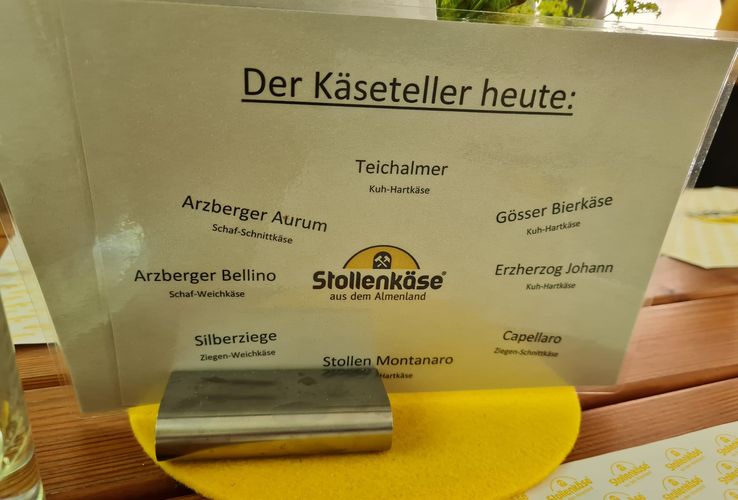 Der Käseteller heute:
Teichalmer
Kuh-Hartkäse
Arzberger Aurum
Schaf-Schnittkäse
Gösser Bierkäse
Kuh-Hartkäse
Arzberger Bellino
Schaf-Weichkäse
Stollenkäse®
aus dem Almenland
Erzherzog Johann
Kuh-Hartkäse
Silberziege
Ziegen-Weichkäse
Capellaro
Ziegen-Schnittkäse
Stollen Montanaro
Hartkäse
Stollenkäse